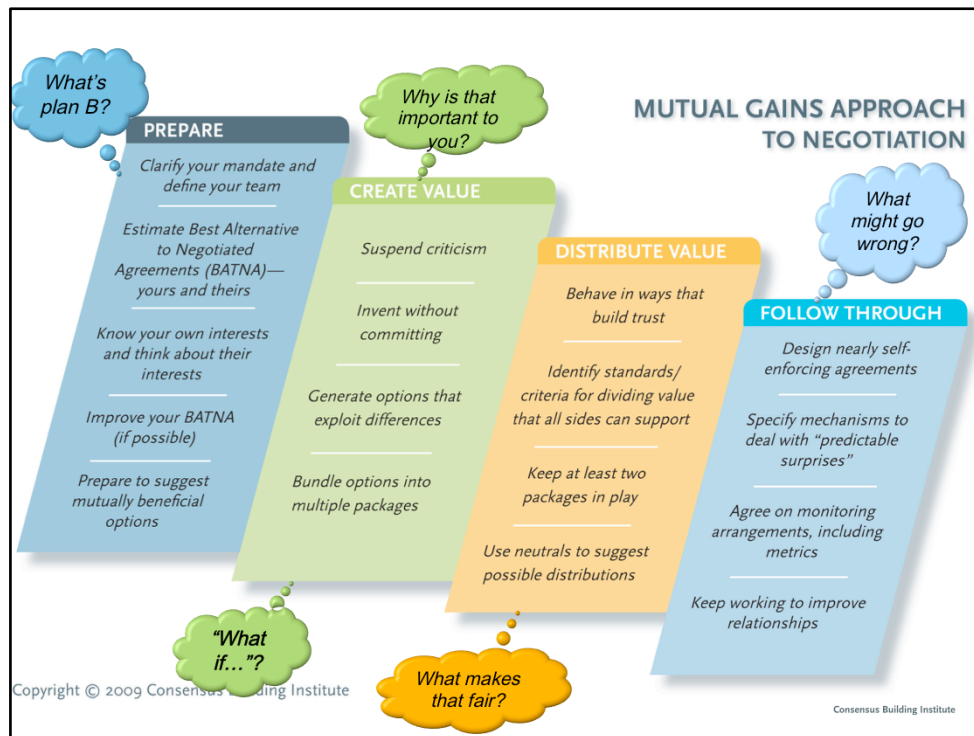 MUTUAL GAINS APPROACH
TO NEGOTIATION
What's
plan B?
PREPARE
Clarify your mandate and
define your team
Estimate Best Alternative
to Negotiated
Agreements (BATNA)—
yours and theirs
Know your own interests
and think about their
interests
Improve your BATNA
(if possible)
Prepare to suggest
mutually beneficial
options
Why is that
important to
you?
CREATE VALUE
Suspend criticism
Invent without
committing
Generate options that
exploit differences
Bundle options into
multiple packages
“What
if…”?
DISTRIBUTE VALUE
Behave in ways that
build trust
Identify standards/
criteria for dividing value
that all sides can support
Keep at least two
packages in play
Use neutrals to suggest
possible distributions
What makes
that fair?
What
might go
wrong?
FOLLOW THROUGH
Design nearly self-
enforcing agreements
Specify mechanisms to
deal with “predictable
surprises”
Agree on monitoring
arrangements, including
metrics
Keep working to improve
relationships
Copyright © 2009 Consensus Building Institute
Consensus Building Institute